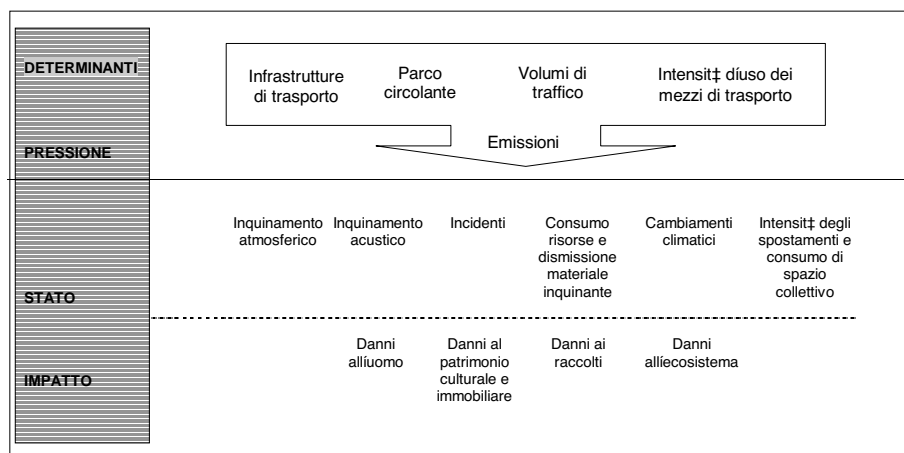 DETERMINANTI
Infrastrutture
di trasporto
Parco
circolante
Volumi di
traffico
Intensit‡ díuso dei
mezzi di trasporto
PRESSIONE
Emissioni
Inquinamento
atmosferico
Inquinamento
acustico
Incidenti
Consumo
risorse e
dismissione
materiale
inquinante
Cambiamenti
climatici
Intensit‡ degli
spostamenti e
consumo di
spazio
collettivo
STATO
Danni
allíuomo
Danni al
patrimonio
culturale e
immobiliare
Danni ai
raccolti
Danni
allíecosistema
IMPATTO